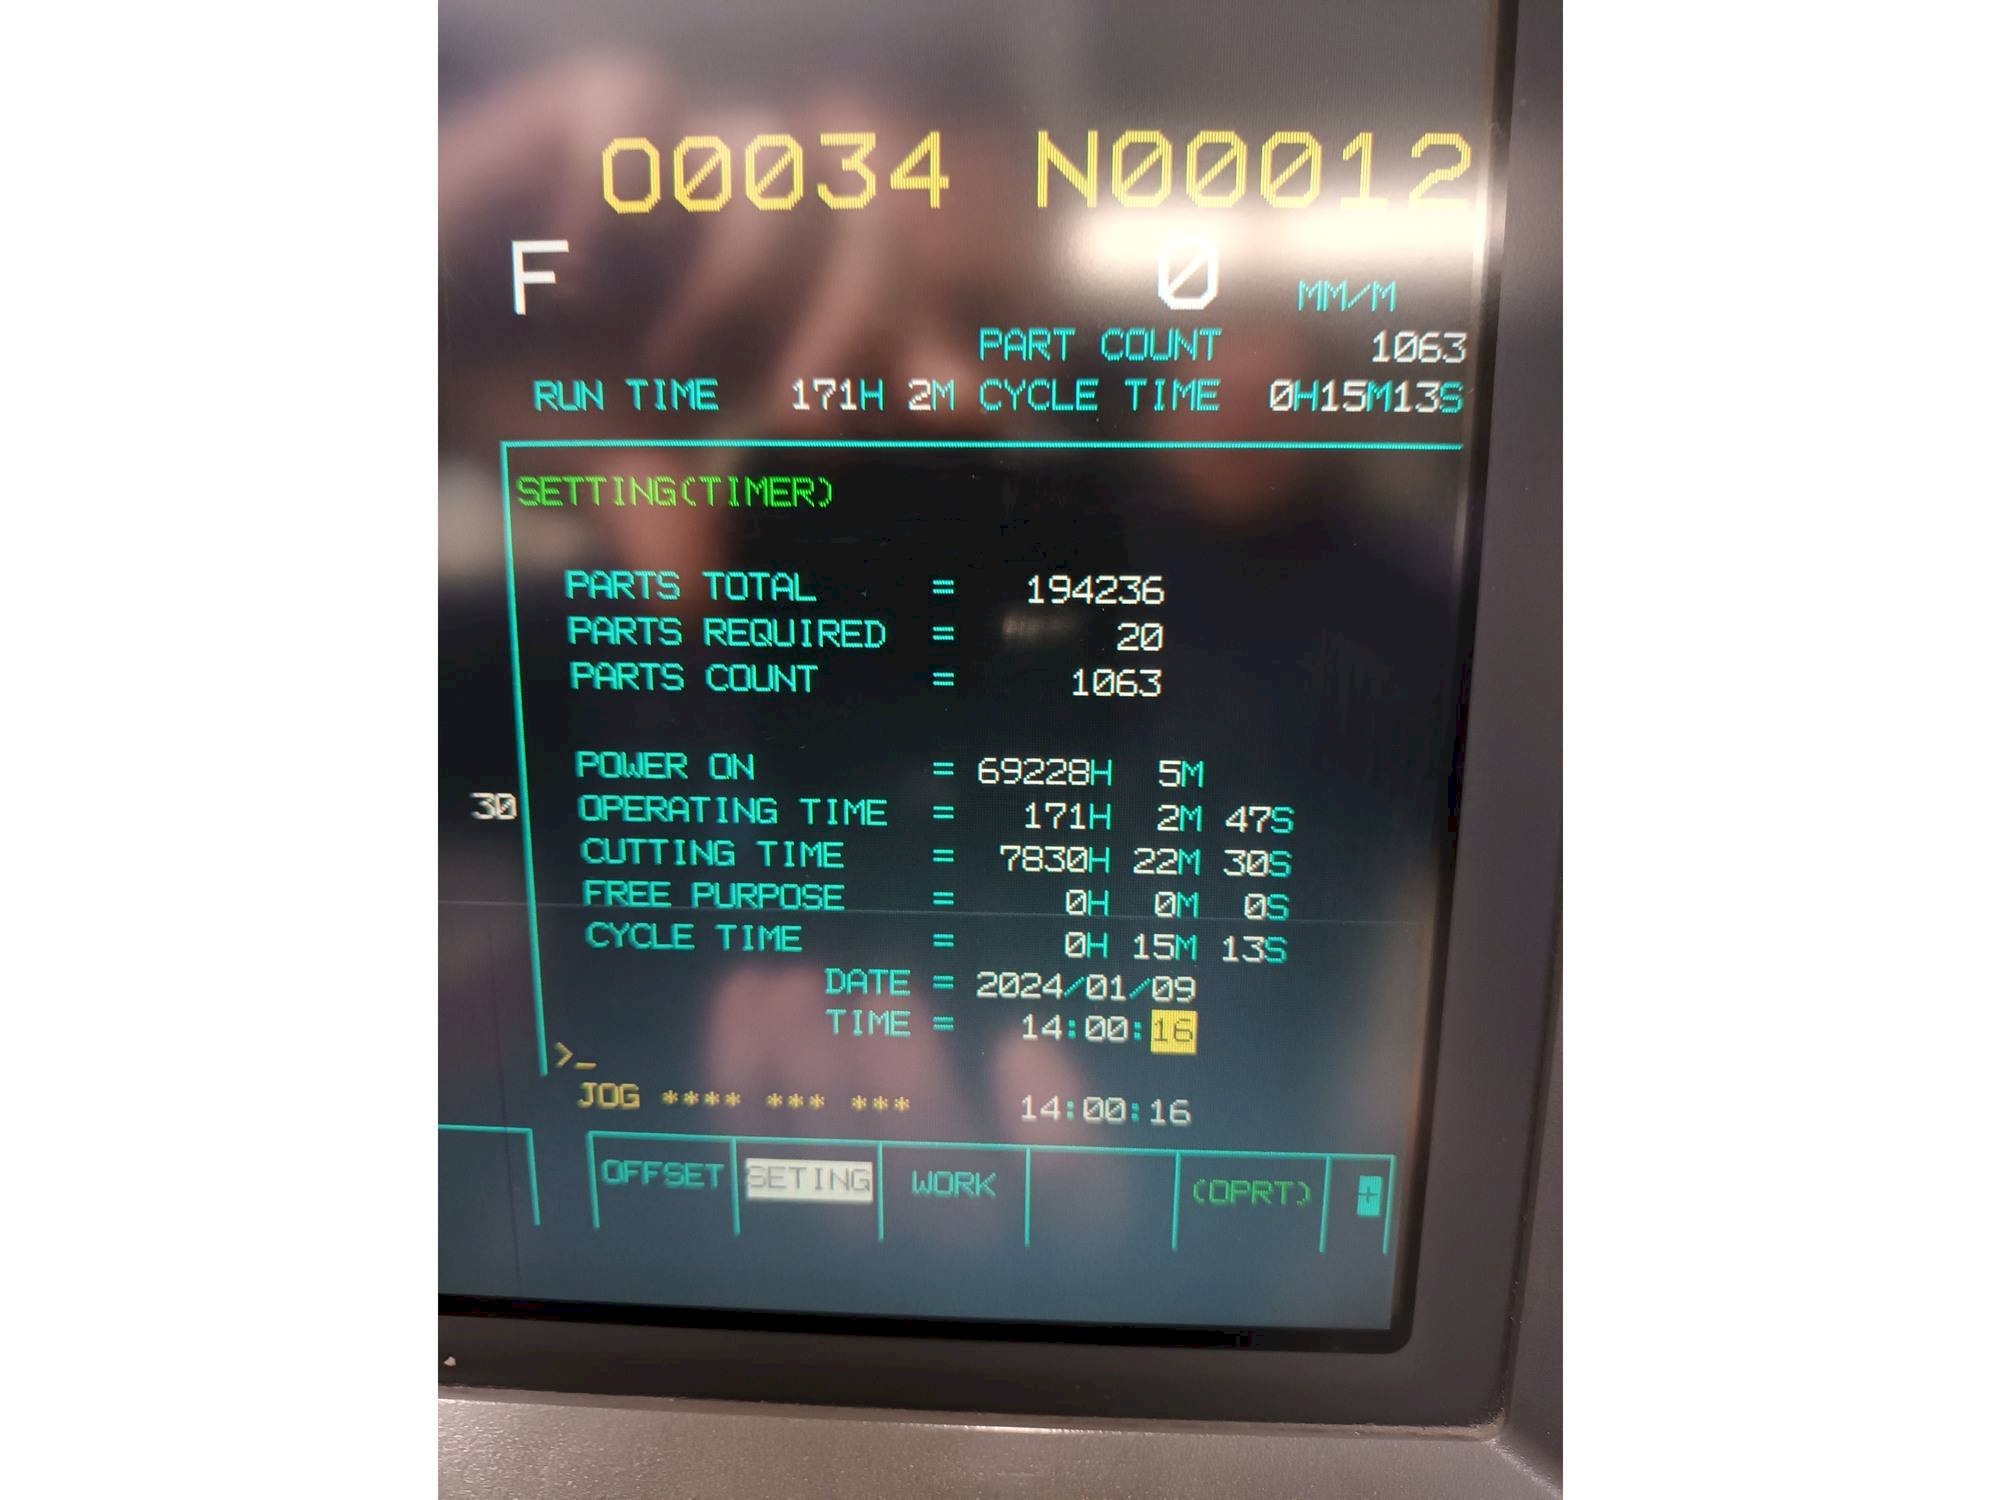 O0034 N00012
F 0 MM/M
PART COUNT 1063
RUN TIME 171H 2M CYCLE TIME 0H15M13S
SETTING(TIMER)
PARTS TOTAL = 194236
PARTS REQUIRED = 20
PARTS COUNT = 1063
POWER ON = 69228H 5M
30
OPERATING TIME = 171H 2M 47S
CUTTING TIME = 7830H 22M 30S
FREE PURPOSE = 0H 0M 0S
CYCLE TIME = 0H 15M 13S
DATE = 2024/01/09
TIME = 14:00:16
>_
JOG **** *** *** 14:00:16
OFFSET SETING WORK (OPRT) +